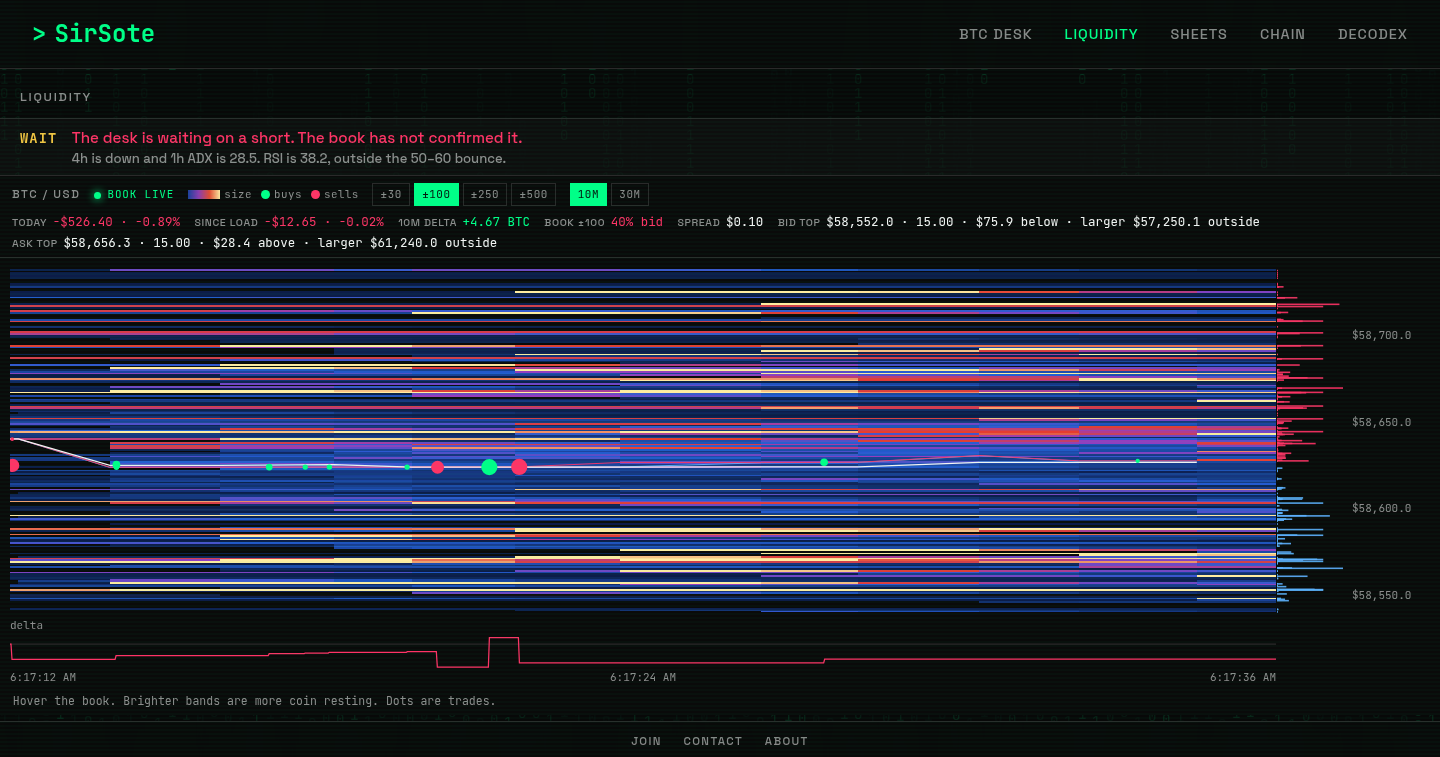 > SirSote
BTC DESK LIQUIDITY SHEETS CHAIN DECODEX
LIQUIDITY
WAIT The desk is waiting on a short. The book has not confirmed it.
4h is down and 1h ADX is 28.5. RSI is 38.2, outside the 50–60 bounce.
BTC / USD BOOK LIVE size buys sells ±30 ±100 ±250 ±500 10M 30M
TODAY -$526.40 · -0.89% SINCE LOAD -$12.65 · -0.02% 10M DELTA +4.67 BTC BOOK ±100 40% bid SPREAD $0.10 BID TOP $58,552.0 · 15.00 · $75.9 below · larger $57,250.1 outside
ASK TOP $58,656.3 · 15.00 · $28.4 above · larger $61,240.0 outside
$58,700.0
$58,650.0
$58,600.0
$58,550.0
delta
6:17:12 AM 6:17:24 AM 6:17:36 AM
Hover the book. Brighter bands are more coin resting. Dots are trades.
JOIN CONTACT ABOUT